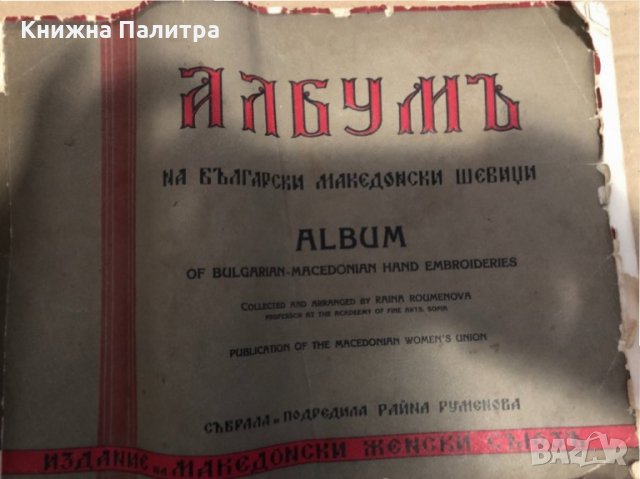 Книжна Палитра
АЛБУМЪ
НА БЪЛГАРСКИ МАКЕДОНСКИ ШЕВИЦИ
ALBUM
OF BULGARIAN-MACEDONIAN HAND EMBROIDERIES
COLLECTED AND ARRANGED BY RAINA ROUMENOVA
PROFESSOR AT THE ACADEMY OF FINE ARTS, SOFIA
PUBLICATION OF THE MACEDONIAN WOMEN'S UNION
СЪБРАЛА И ПОДРЕДИЛА РАЙНА РУМЕНОВА
ИЗДАНИЕ НА МАКЕДОНСКИ ЖЕНСКИ СЪЮЗЪ
BAZAR